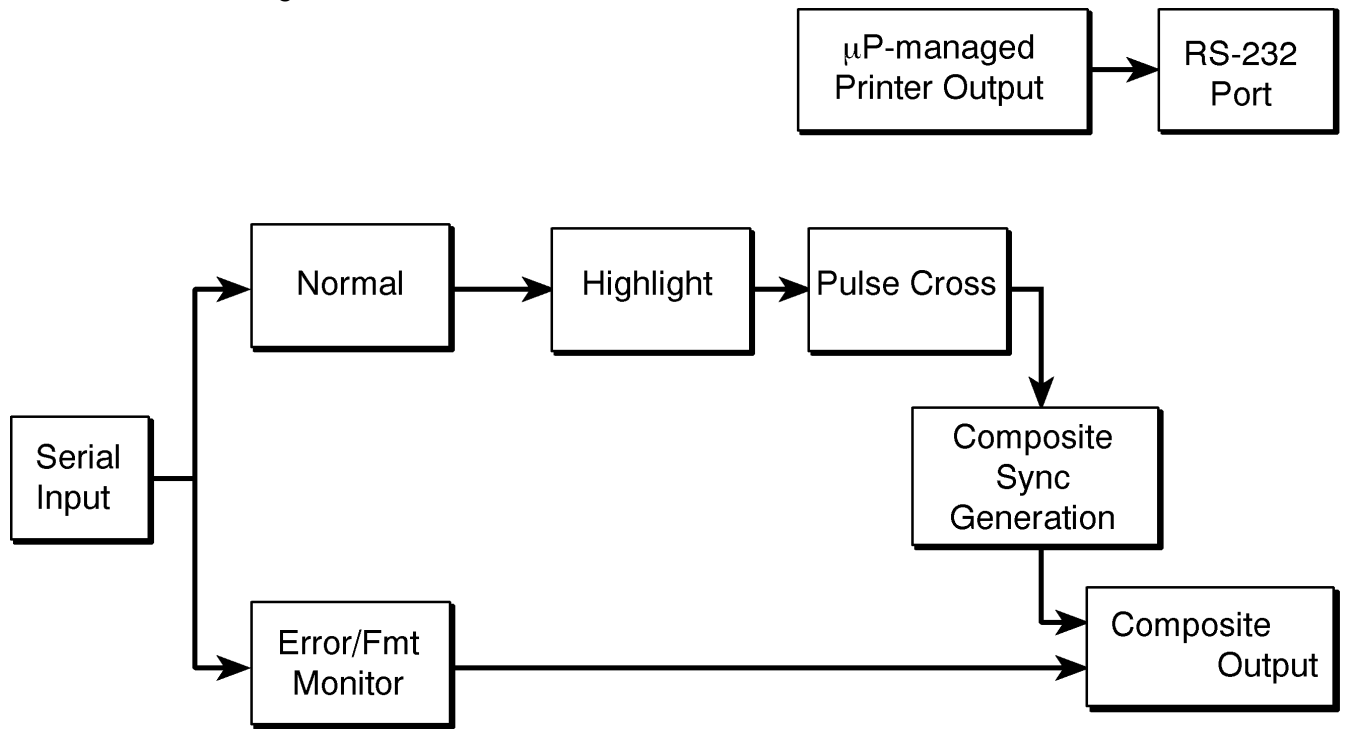 µP-managed
Printer Output
RS-232
Port
Normal
Highlight
Pulse Cross
Serial
Input
Composite
Sync
Generation
Error/Fmt
Monitor
Composite
Output